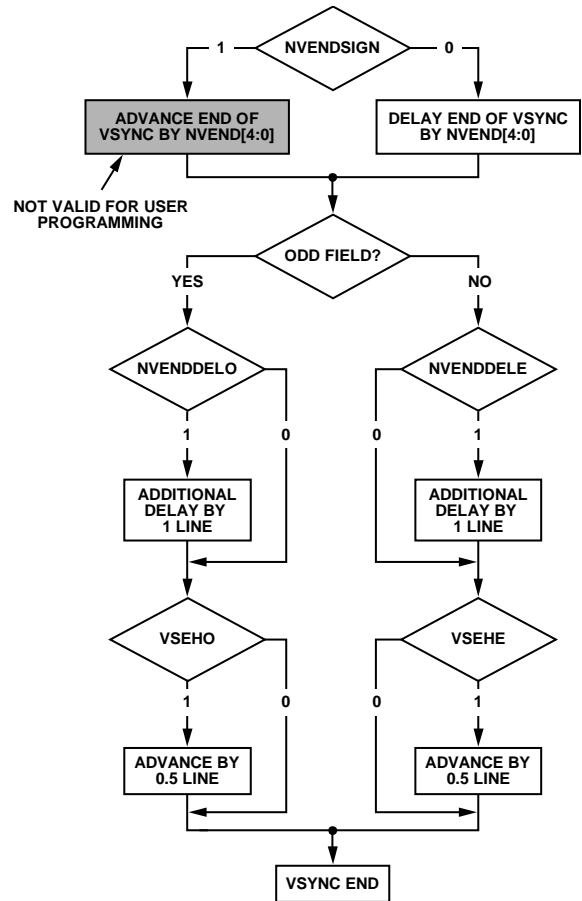 NVENDSIGN
1
0
ADVANCE END OF
VSYNC BY NVEND[4:0]
DELAY END OF VSYNC
BY NVEND[4:0]
NOT VALID FOR USER
PROGRAMMING
ODD FIELD?
YES
NO
NVENDDELO
NVENDDELE
1
0
0
1
ADDITIONAL
DELAY BY
1 LINE
ADDITIONAL
DELAY BY
1 LINE
VSEHO
VSEHE
1
0
0
1
ADVANCE BY
0.5 LINE
ADVANCE BY
0.5 LINE
VSYNC END